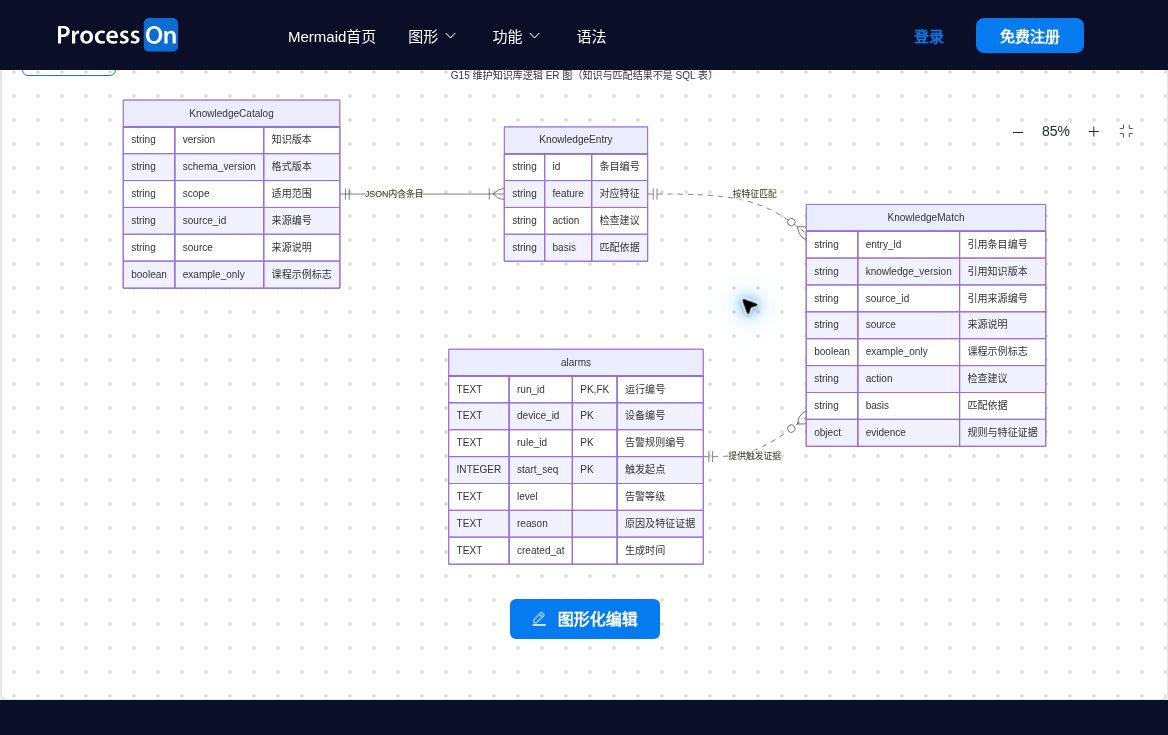 Process On
Mermaid首页 图形 功能 语法
登录 免费注册
G15 维护知识库逻辑 ER 图（知识与匹配结果不是 SQL 表）
85%
KnowledgeCatalog
string version 知识版本
string schema_version 格式版本
string scope 适用范围
string source_id 来源编号
string source 来源说明
boolean example_only 课程示例标志
JSON内含条目
KnowledgeEntry
string id 条目编号
string feature 对应特征
string action 检查建议
string basis 匹配依据
按特征匹配
KnowledgeMatch
string entry_id 引用条目编号
string knowledge_version 引用知识版本
string source_id 引用来源编号
string source 来源说明
boolean example_only 课程示例标志
string action 检查建议
string basis 匹配依据
object evidence 规则与特征证据
alarms
TEXT run_id PK,FK 运行编号
TEXT device_id PK 设备编号
TEXT rule_id PK 告警规则编号
INTEGER start_seq PK 触发起点
TEXT level 告警等级
TEXT reason 原因及特征证据
TEXT created_at 生成时间
提供触发证据
图形化编辑